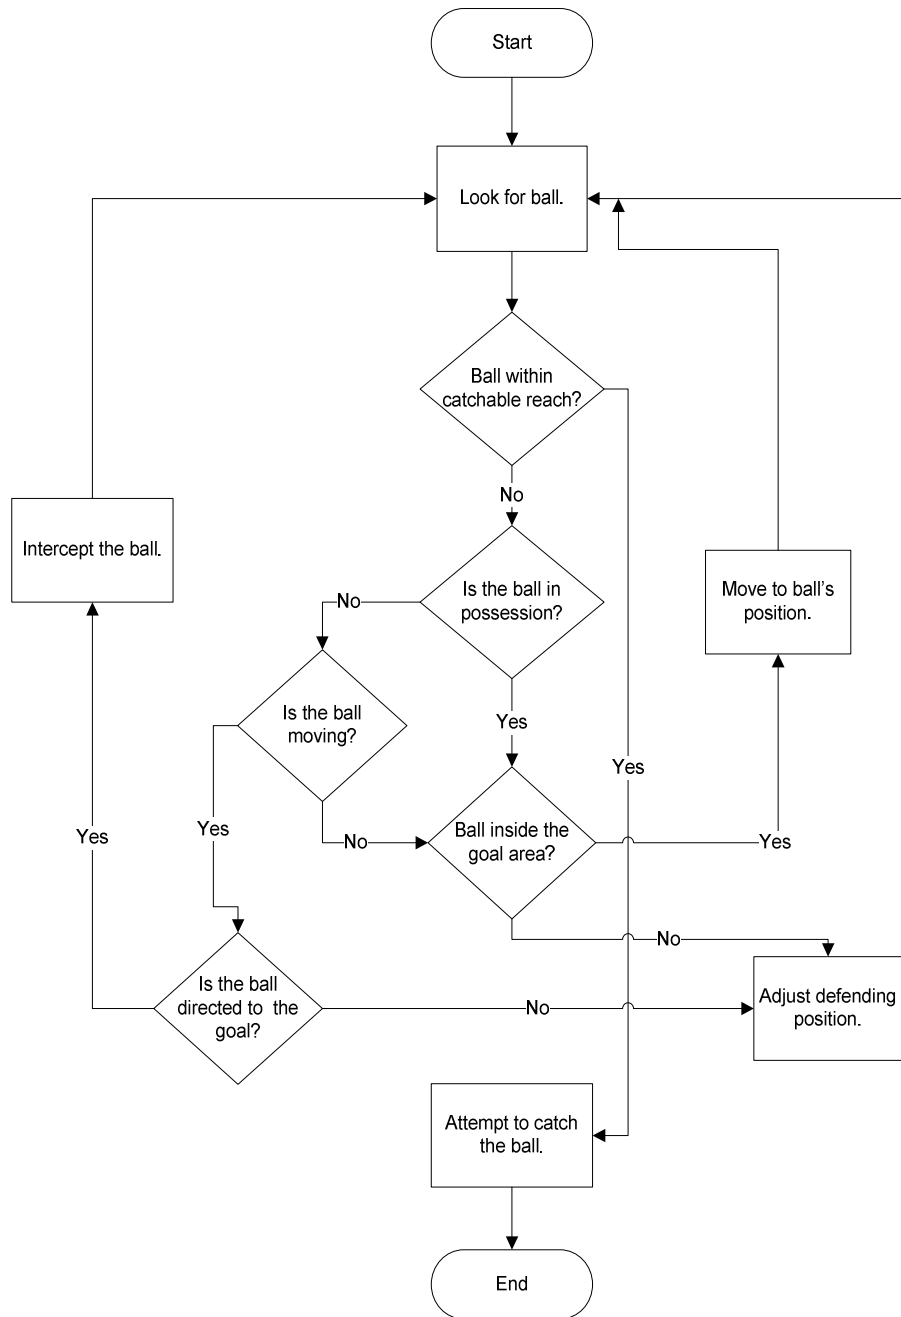 Start
Look for ball.
Ball within
catchable reach?
No
Intercept the ball.
Is the ball in
possession?
Move to ball's
position.
No
Is the ball
moving?
Yes
Yes
Yes
Yes
No
Ball inside the
goal area?
Yes
No
Is the ball
directed to the
goal?
No
Adjust defending
position.
Attempt to catch
the ball.
End